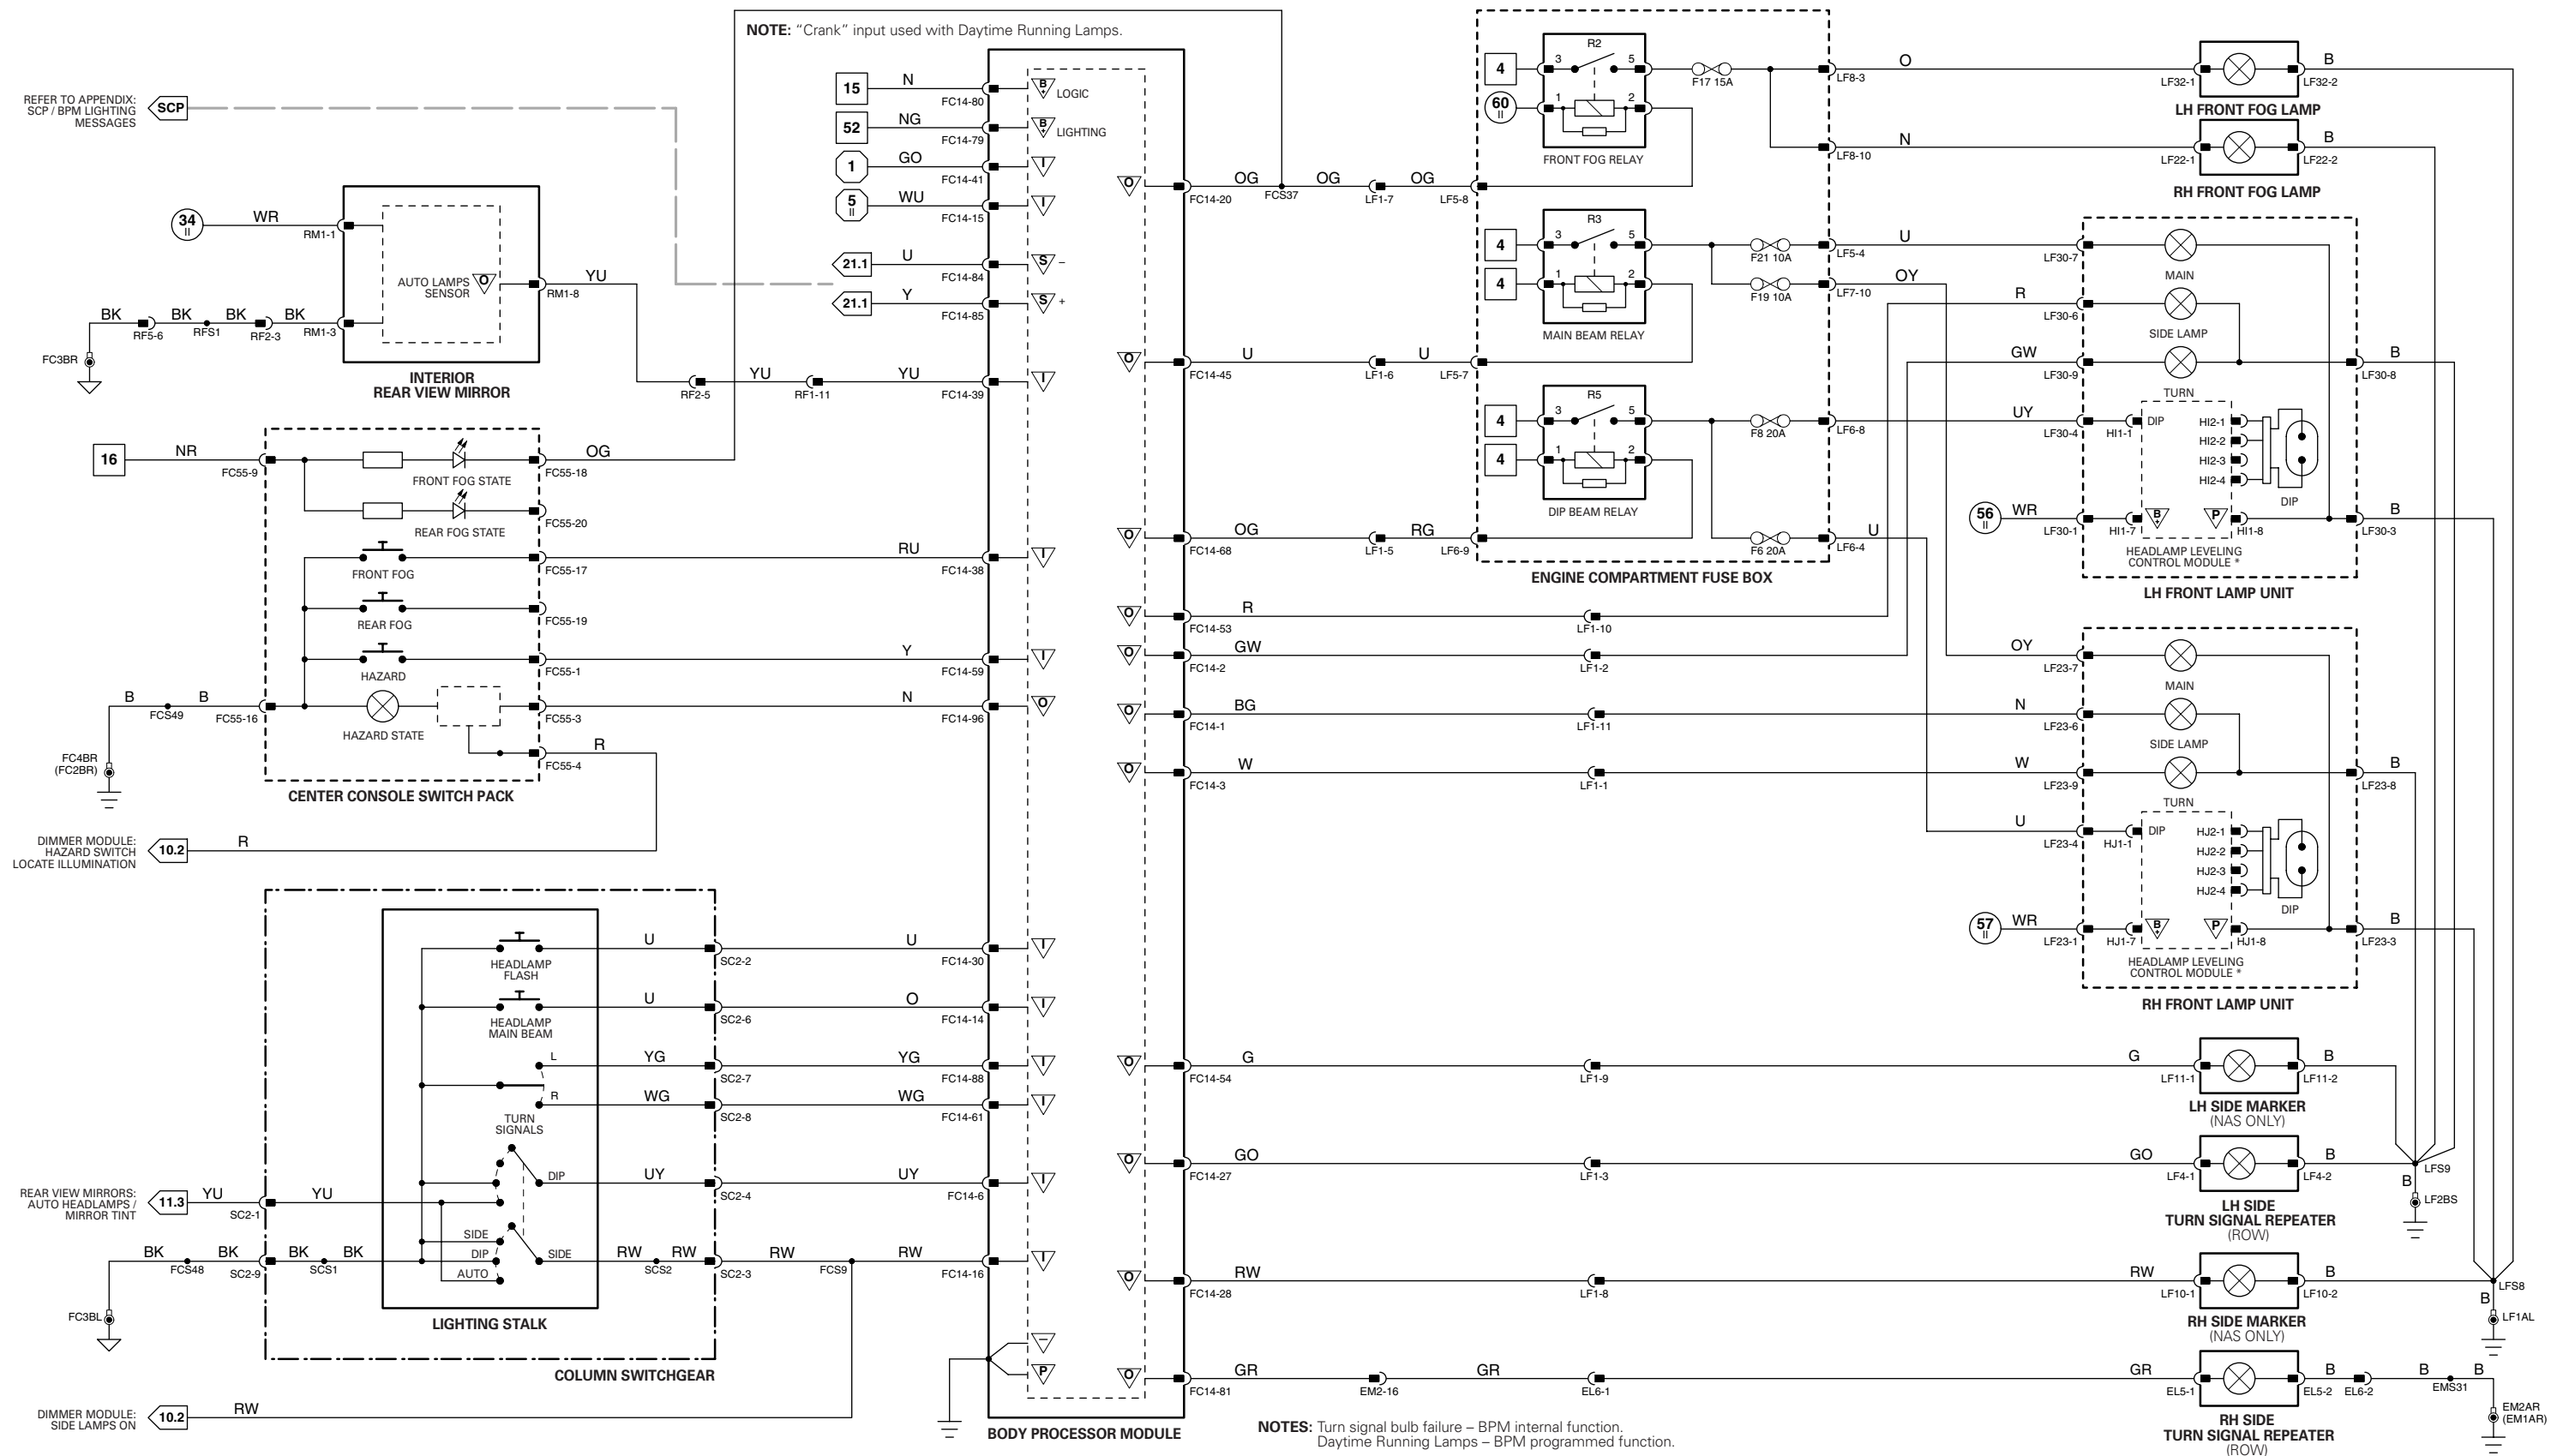 NOTE: “Crank” input used with Daytime Running Lamps.
REFER TO APPENDIX:
SCP / BPM LIGHTING
MESSAGES
SCP
15
N
FC14-80
B+
LOGIC
52
NG
FC14-79
B+
LIGHTING
1
GO
FC14-41
I
5
II
WU
FC14-15
I
21.1
U
FC14-84
S –
21.1
Y
FC14-85
S +
34
II
WR
RM1-1
AUTO LAMPS
SENSOR
O
RM1-8
YU
BK
RF5-6
BK
RFS1
BK
RF2-3
BK
RM1-3
FC3BR
INTERIOR
REAR VIEW MIRROR
RF2-5
YU
RF1-11
YU
FC14-39
I
16
NR
FC55-9
FRONT FOG STATE
FC55-18
OG
REAR FOG STATE
FC55-20
FRONT FOG
FC55-17
RU
FC14-38
I
REAR FOG
FC55-19
HAZARD
FC55-1
Y
FC14-59
I
B
FCS49
B
FC55-16
HAZARD STATE
FC55-3
N
FC14-96
O
FC4BR
(FC2BR)
FC55-4
R
CENTER CONSOLE SWITCH PACK
DIMMER MODULE:
HAZARD SWITCH
LOCATE ILLUMINATION
10.2
R
HEADLAMP
FLASH
U
SC2-2
U
FC14-30
I
HEADLAMP
MAIN BEAM
U
SC2-6
O
FC14-14
I
L
YG
SC2-7
YG
FC14-88
I
R
WG
SC2-8
WG
FC14-61
I
TURN
SIGNALS
DIP
UY
SC2-4
UY
FC14-6
I
REAR VIEW MIRRORS:
AUTO HEADLAMPS /
MIRROR TINT
11.3
YU
SC2-1
YU
SIDE
DIP
AUTO
SIDE
BK
FCS48
BK
SC2-9
BK
SCS1
BK
RW
SCS2
RW
SC2-3
RW
FCS9
RW
FC14-16
I
FC3BL
LIGHTING STALK
COLUMN SWITCHGEAR
DIMMER MODULE:
SIDE LAMPS ON
10.2
RW
–
P
BODY PROCESSOR MODULE
O
FC14-20
OG
FCS37
OG
LF1-7
OG
LF5-8
O
FC14-45
U
LF1-6
U
LF5-7
O
FC14-68
OG
LF1-5
RG
LF6-9
O
FC14-53
R
LF1-10
O
FC14-2
GW
LF1-2
O
FC14-1
BG
LF1-11
O
FC14-3
W
LF1-1
O
FC14-54
G
LF1-9
O
FC14-27
GO
LF1-3
O
FC14-28
RW
LF1-8
O
FC14-81
GR
EM2-16
GR
EL6-1
NOTES: Turn signal bulb failure – BPM internal function.
Daytime Running Lamps – BPM programmed function.
R2
4
3
5
60
II
1
2
FRONT FOG RELAY
F17 15A
LF8-3
O
LF8-10
N
R3
4
3
5
4
1
2
MAIN BEAM RELAY
F21 10A
LF5-4
U
F19 10A
LF7-10
OY
R5
4
3
5
4
1
2
DIP BEAM RELAY
F8 20A
LF6-8
F6 20A
LF6-4
U
ENGINE COMPARTMENT FUSE BOX
LF32-1
LF32-2
B
LH FRONT FOG LAMP
LF22-1
LF22-2
B
RH FRONT FOG LAMP
LF30-7
MAIN
R
LF30-6
SIDE LAMP
GW
LF30-9
TURN
LF30-8
B
UY
LF30-4
HI1-1
DIP
HI2-1
HI2-2
HI2-3
HI2-4
DIP
56
II
WR
LF30-1
HI1-7
B+
P
HI1-8
LF30-3
B
HEADLAMP LEVELING
CONTROL MODULE *
LH FRONT LAMP UNIT
OY
LF23-7
MAIN
N
LF23-6
SIDE LAMP
W
LF23-9
TURN
LF23-8
B
U
LF23-4
HJ1-1
DIP
HJ2-1
HJ2-2
HJ2-3
HJ2-4
DIP
57
II
WR
LF23-1
HJ1-7
B+
P
HJ1-8
LF23-3
B
HEADLAMP LEVELING
CONTROL MODULE *
RH FRONT LAMP UNIT
G
LF11-1
LF11-2
B
LH SIDE MARKER
(NAS ONLY)
GO
LF4-1
LF4-2
B
LFS9
B
LF2BS
LH SIDE
TURN SIGNAL REPEATER
(ROW)
RW
LF10-1
LF10-2
B
LFS8
B
LF1AL
RH SIDE MARKER
(NAS ONLY)
GR
EL5-1
EL5-2
B
EL6-2
B
EMS31
B
EM2AR
(EM1AR)
RH SIDE
TURN SIGNAL REPEATER
(ROW)